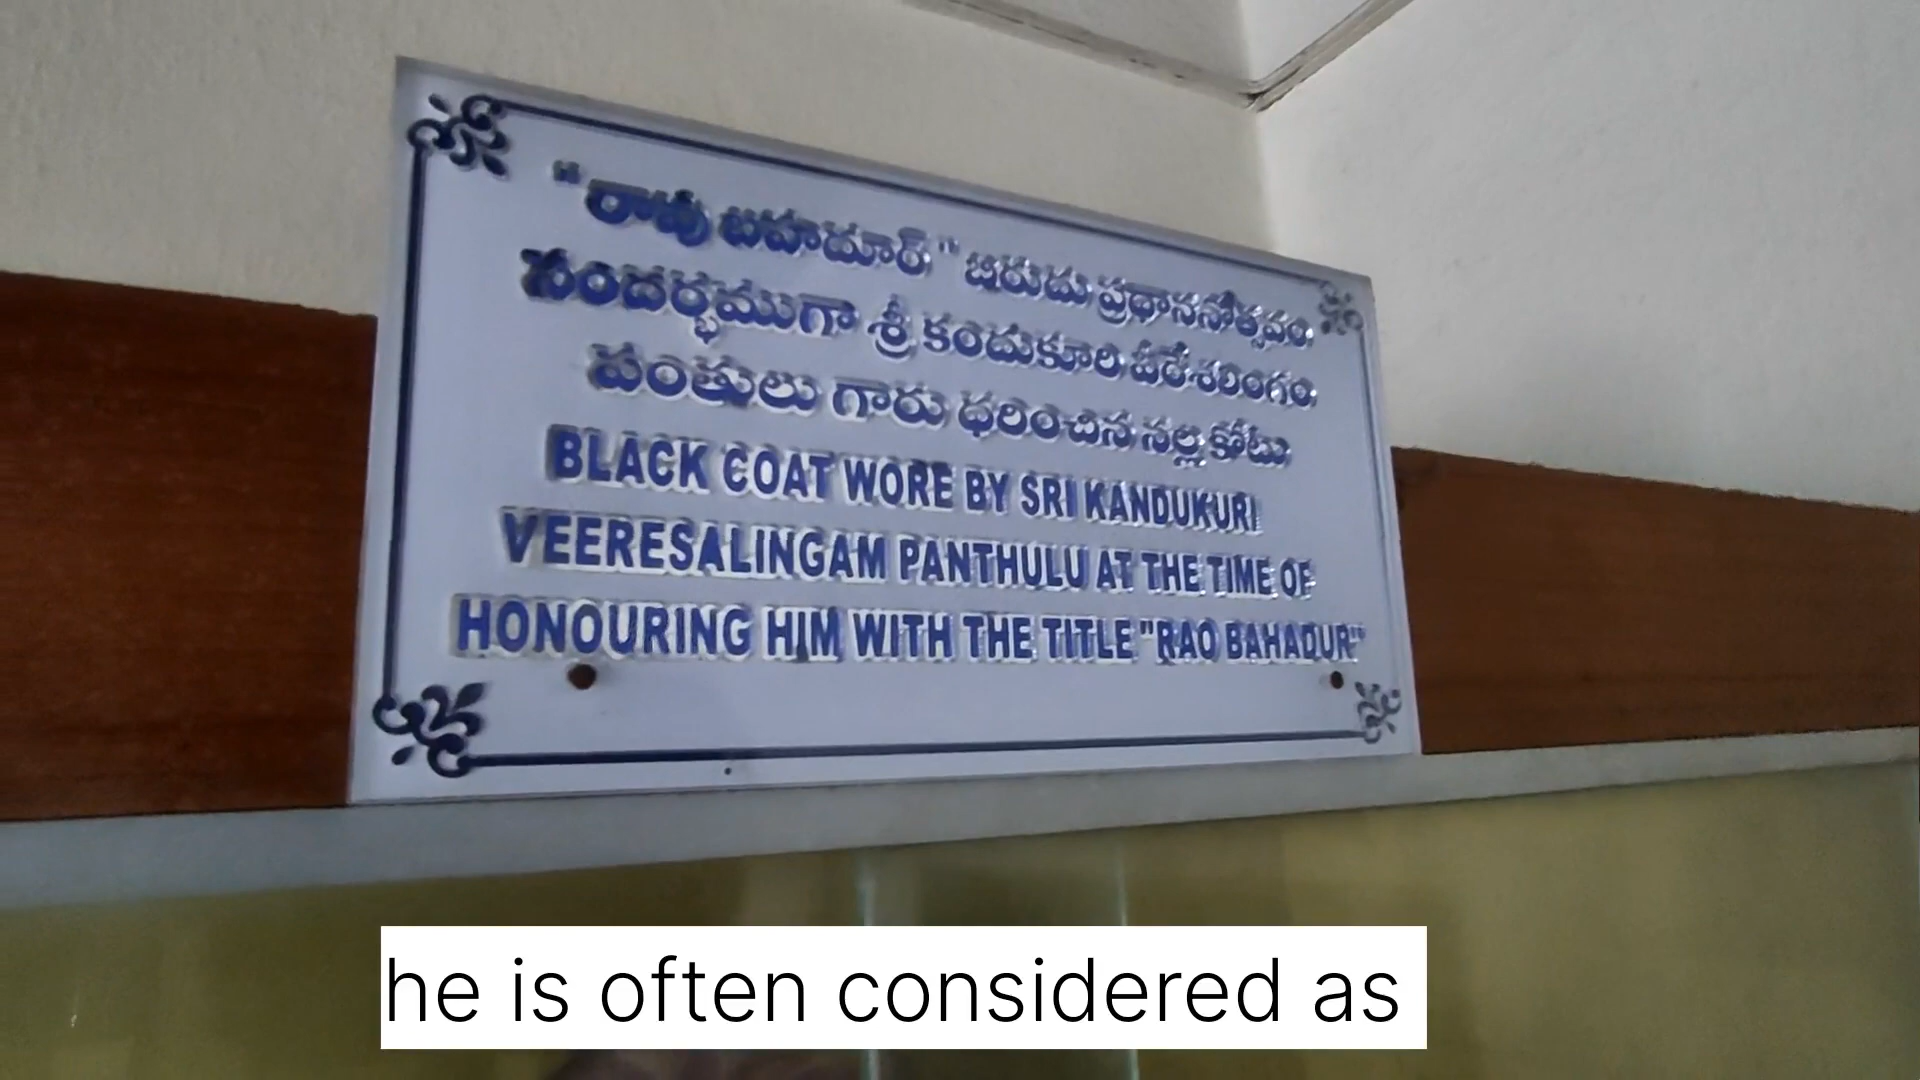 "రావు బహదూర్" బిరుదు ప్రధాననోత్సవం
సందర్భముగా శ్రీ కందుకూరి వీరేశలింగం
పంతులు గారు ధరించిన నల్ల కోటు
BLACK COAT WORE BY SRI KANDUKURI
VEERESALINGAM PANTHULU AT THE TIME OF
HONOURING HIM WITH THE TITLE "RAO BAHADUR"
he is often considered as